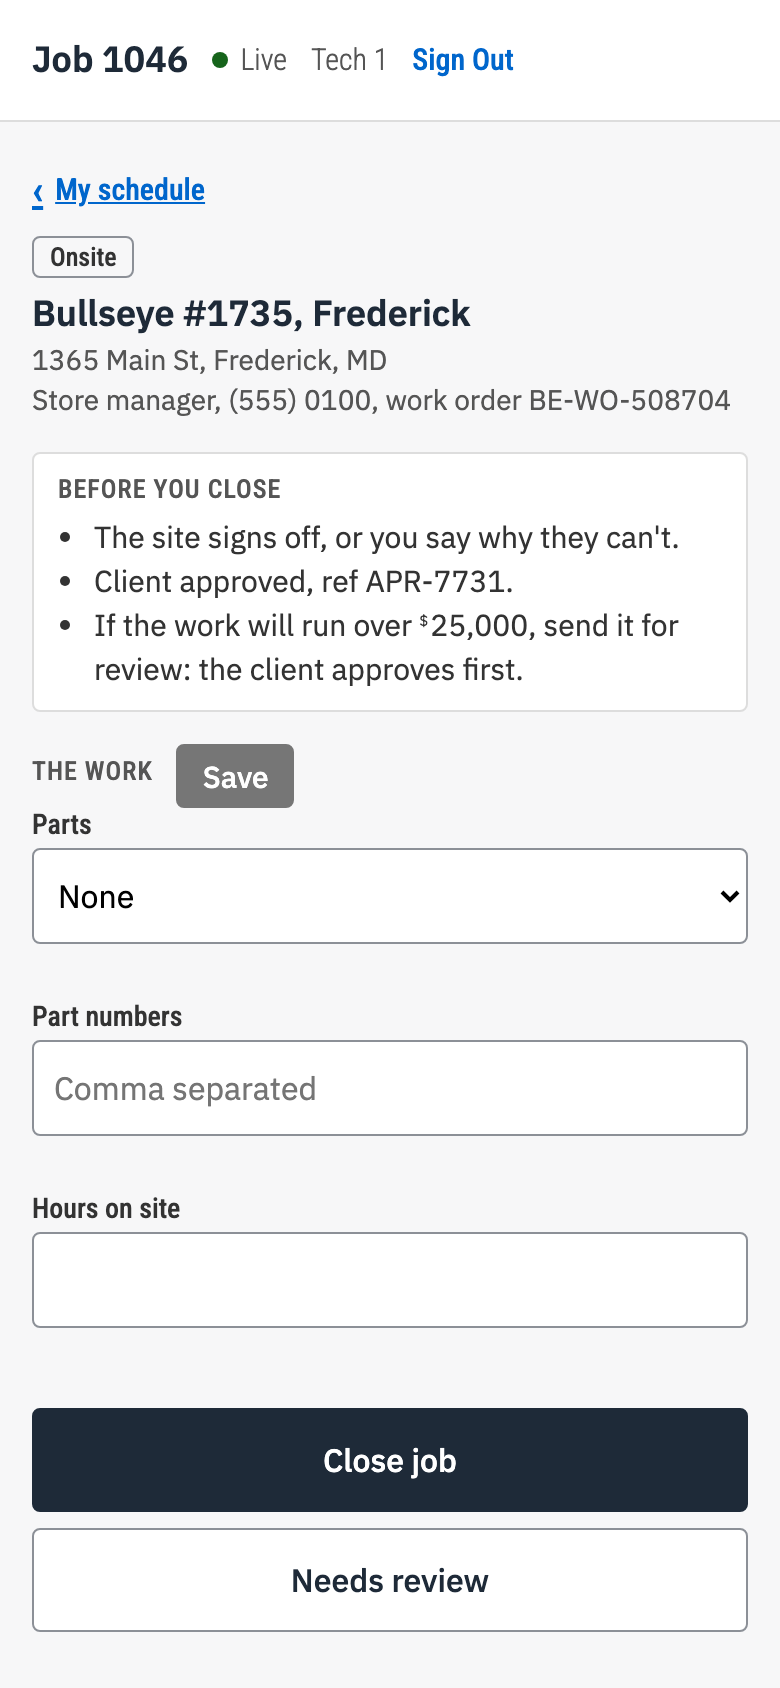 Job 1046 Live Tech 1 Sign Out
‹ My schedule
Onsite
Bullseye #1735, Frederick
1365 Main St, Frederick, MD
Store manager, (555) 0100, work order BE-WO-508704
BEFORE YOU CLOSE
• The site signs off, or you say why they can't.
• Client approved, ref APR-7731.
• If the work will run over $25,000, send it for
review: the client approves first.
THE WORK Save
Parts
None
Part numbers
Comma separated
Hours on site
Close job
Needs review